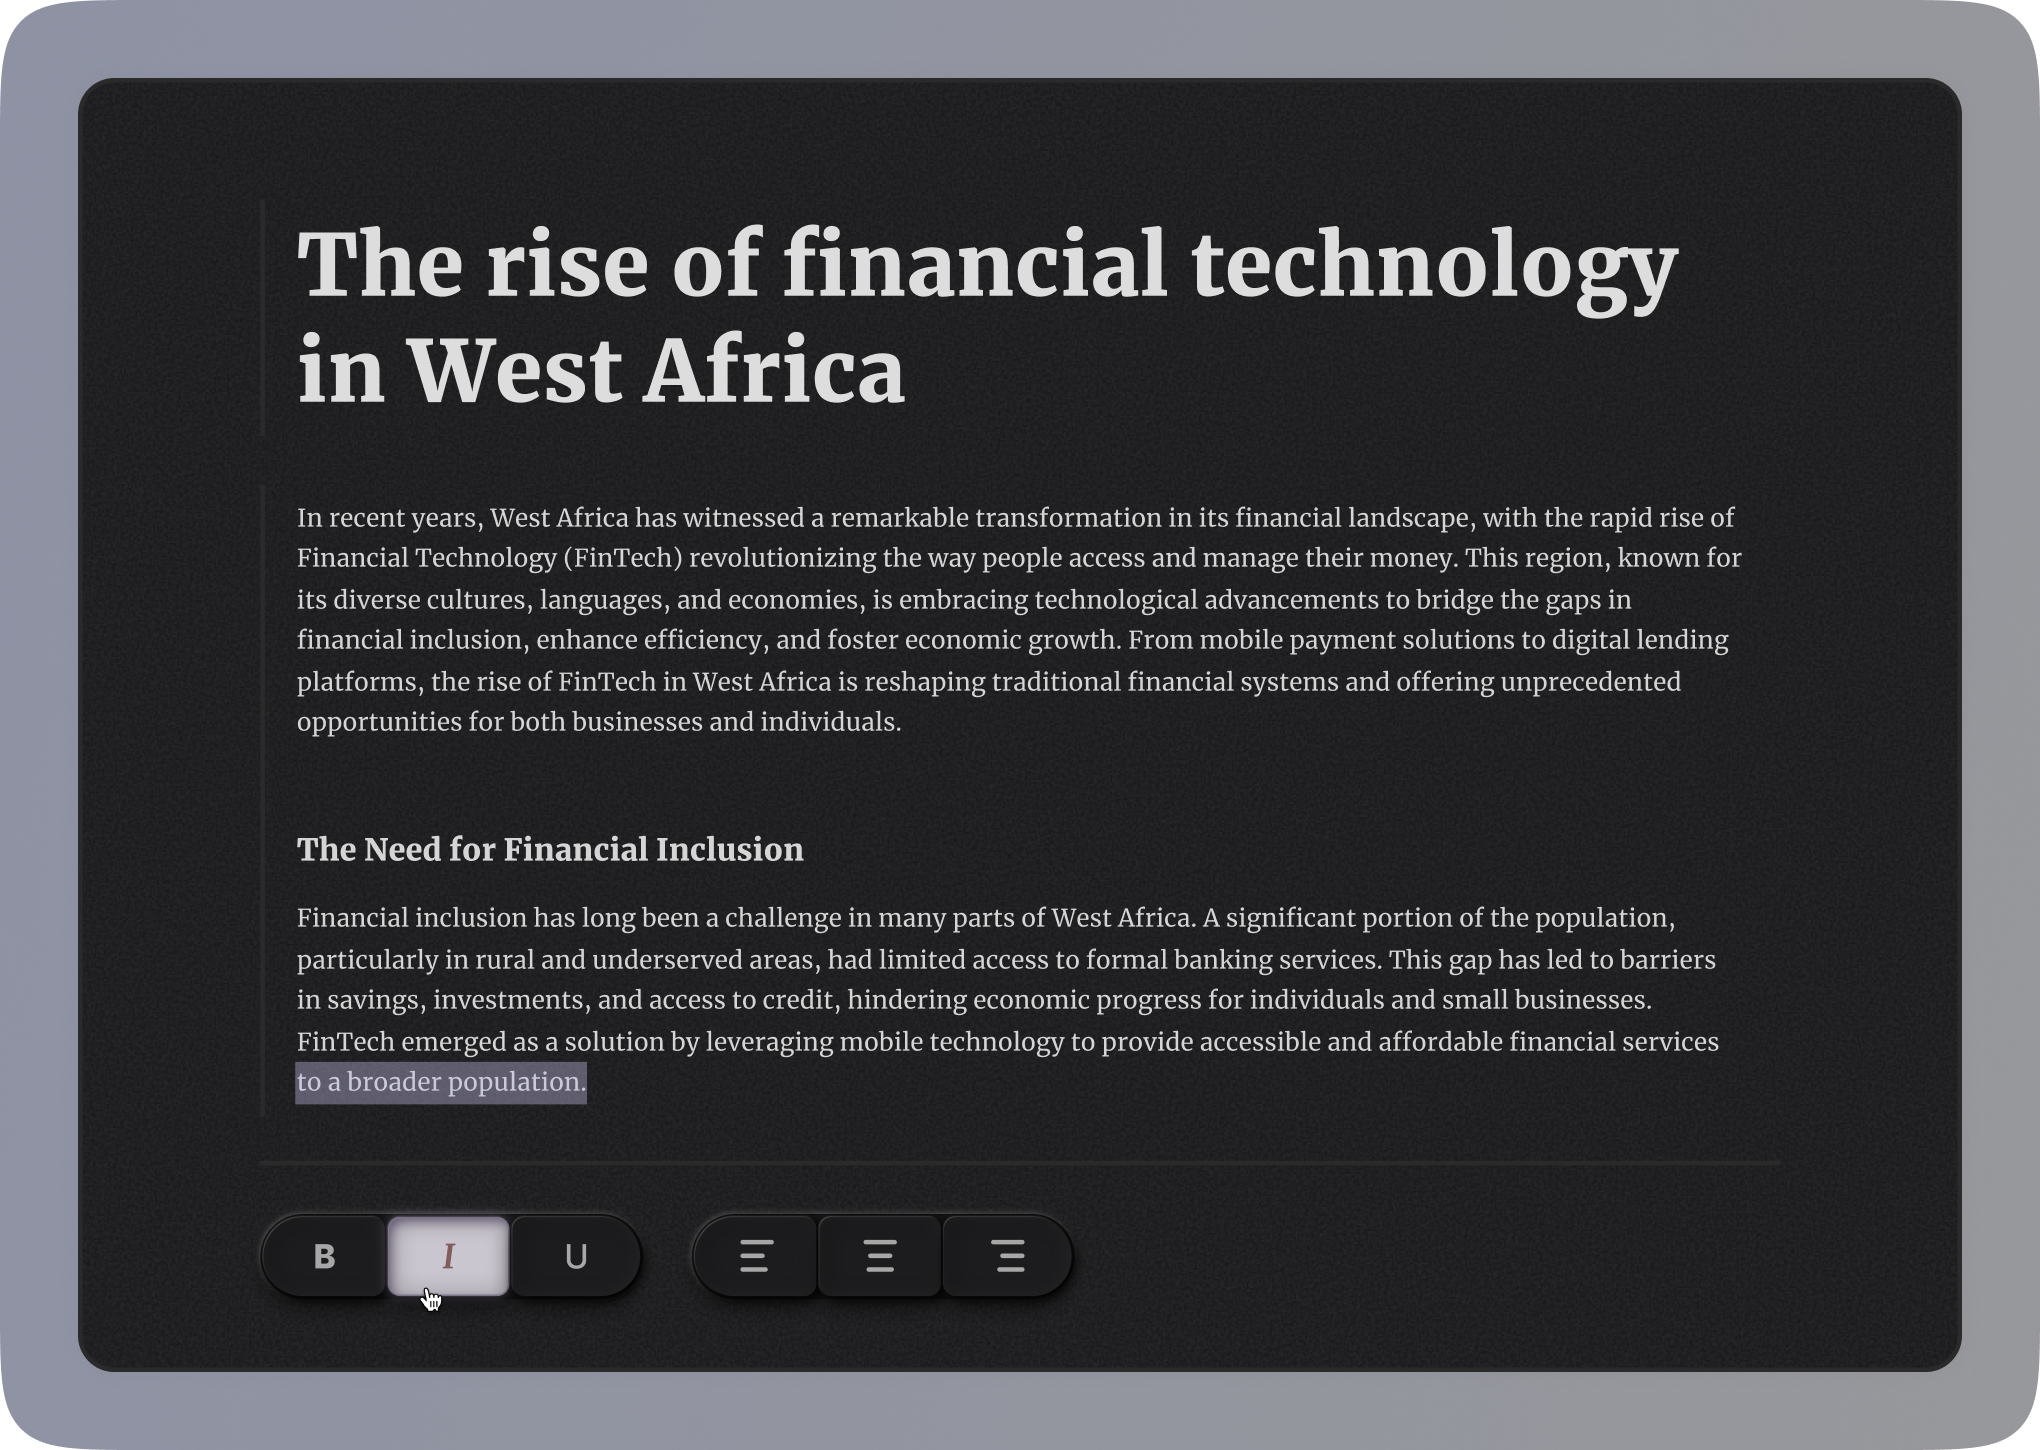 The rise of financial technology
in West Africa
In recent years, West Africa has witnessed a remarkable transformation in its financial landscape, with the rapid rise of
Financial Technology (FinTech) revolutionizing the way people access and manage their money. This region, known for
its diverse cultures, languages, and economies, is embracing technological advancements to bridge the gaps in
financial inclusion, enhance efficiency, and foster economic growth. From mobile payment solutions to digital lending
platforms, the rise of FinTech in West Africa is reshaping traditional financial systems and offering unprecedented
opportunities for both businesses and individuals.
The Need for Financial Inclusion
Financial inclusion has long been a challenge in many parts of West Africa. A significant portion of the population,
particularly in rural and underserved areas, had limited access to formal banking services. This gap has led to barriers
in savings, investments, and access to credit, hindering economic progress for individuals and small businesses.
FinTech emerged as a solution by leveraging mobile technology to provide accessible and affordable financial services
to a broader population.
B I U